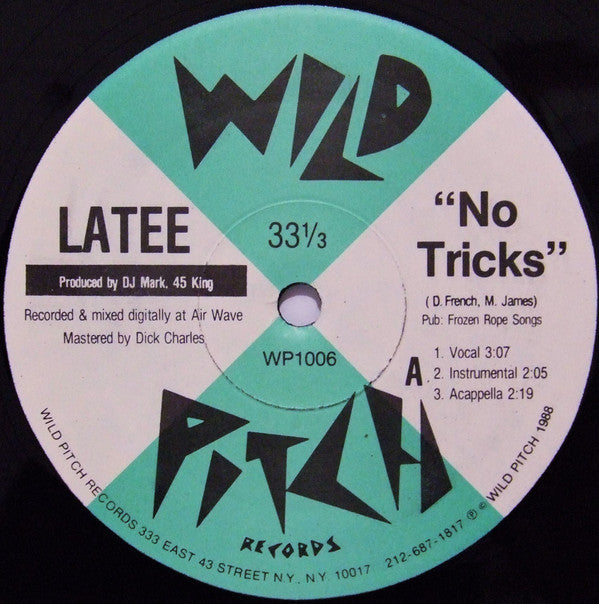 WILD
LATEE
Produced by DJ Mark, 45 King
Recorded & mixed digitally at Air Wave
Mastered by Dick Charles
33⅓
WP1006
"No
Tricks"
( D. French, M. James)
Pub: Frozen Rope Songs
A
1. Vocal 3:07
2. Instrumental 2:05
3. Acappella 2:19
PITCH
RECORDS
WILD PITCH RECORDS 333 EAST 43 STREET N.Y., N.Y. 10017 212-687-1817 ℗ © WILD PITCH 1988